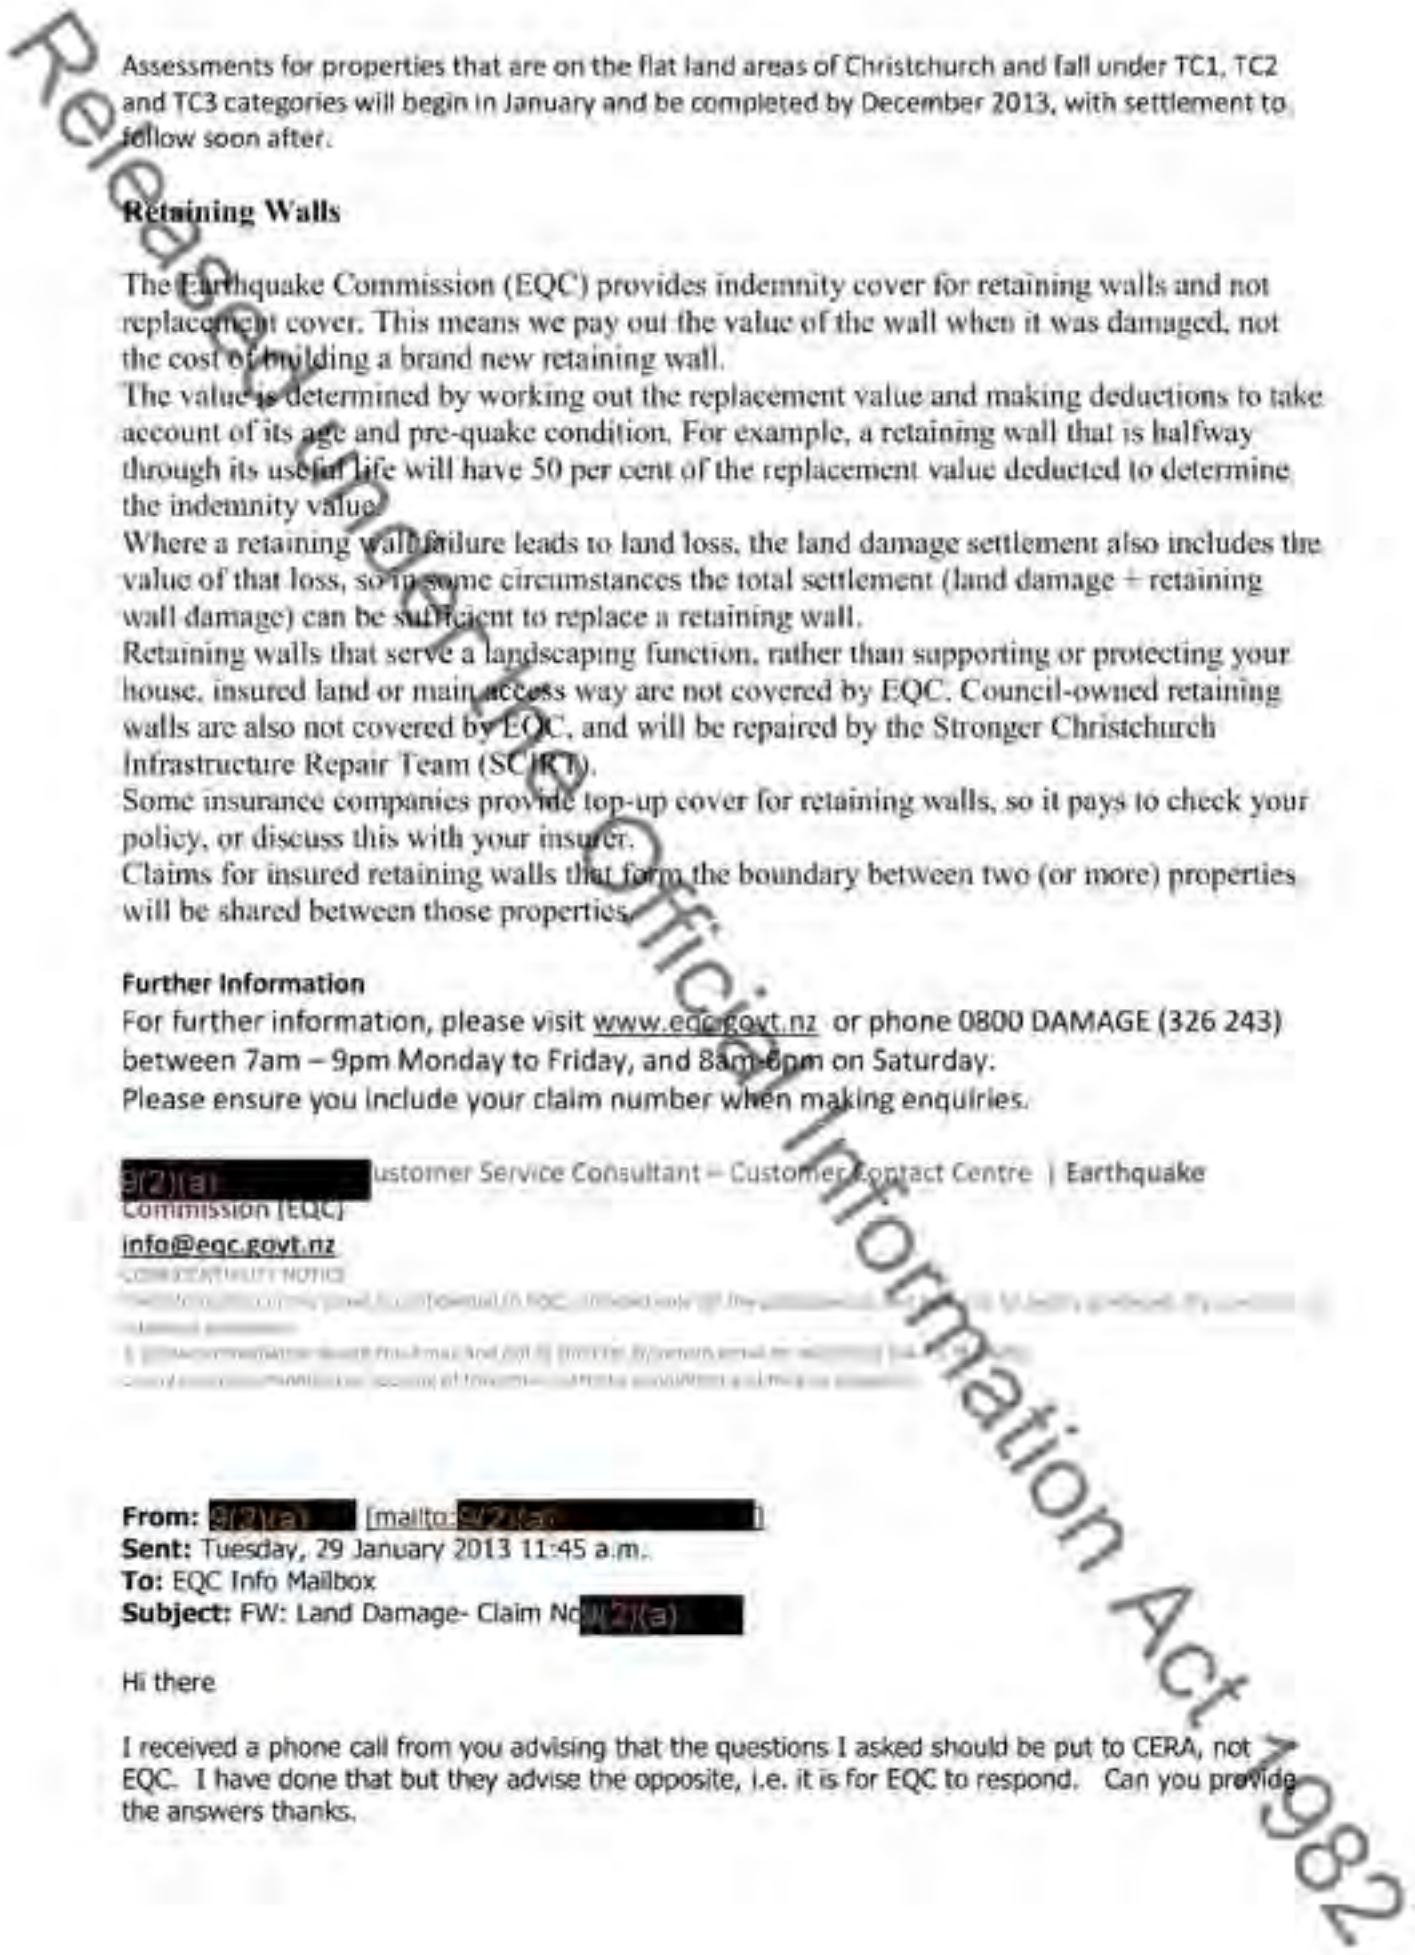 Assessments for properties that are on the flat land areas of Christchurch and fall under TC1, TC2
and TC3 categories will begin in January and be completed by December 2013, with settlement to
follow soon after.
Retaining Walls
The Earthquake Commission (EQC) provides indemnity cover for retaining walls and not
replacement cover. This means we pay out the value of the wall when it was damaged, not
the cost of building a brand new retaining wall.
The value is determined by working out the replacement value and making deductions to take
account of its age and pre-quake condition. For example, a retaining wall that is halfway
through its useful life will have 50 per cent of the replacement value deducted to determine
the indemnity value.
Where a retaining wall failure leads to land loss, the land damage settlement also includes the
value of that loss, so in some circumstances the total settlement (land damage + retaining
wall damage) can be sufficient to replace a retaining wall.
Retaining walls that serve a landscaping function, rather than supporting or protecting your
house, insured land or main access way are not covered by EQC. Council-owned retaining
walls are also not covered by EQC, and will be repaired by the Stronger Christchurch
Infrastructure Repair Team (SCIRT).
Some insurance companies provide top-up cover for retaining walls, so it pays to check your
policy, or discuss this with your insurer.
Claims for insured retaining walls that form the boundary between two (or more) properties
will be shared between those properties.
Further Information
For further information, please visit www.eqc.govt.nz or phone 0800 DAMAGE (326 243)
between 7am – 9pm Monday to Friday, and 8am-6pm on Saturday.
Please ensure you include your claim number when making enquiries.
9(2)(a) ustomer Service Consultant – Customer Contact Centre | Earthquake
Commission (EQC)
info@eqc.govt.nz
CONFIDENTIALITY NOTICE
From: 9(2)(a) [mailto:9(2)(a)]
Sent: Tuesday, 29 January 2013 11:45 a.m.
To: EQC Info Mailbox
Subject: FW: Land Damage- Claim No 9(2)(a)
Hi there
I received a phone call from you advising that the questions I asked should be put to CERA, not
EQC. I have done that but they advise the opposite, i.e. it is for EQC to respond. Can you provide
the answers thanks.
Released under the Official Information Act 1982